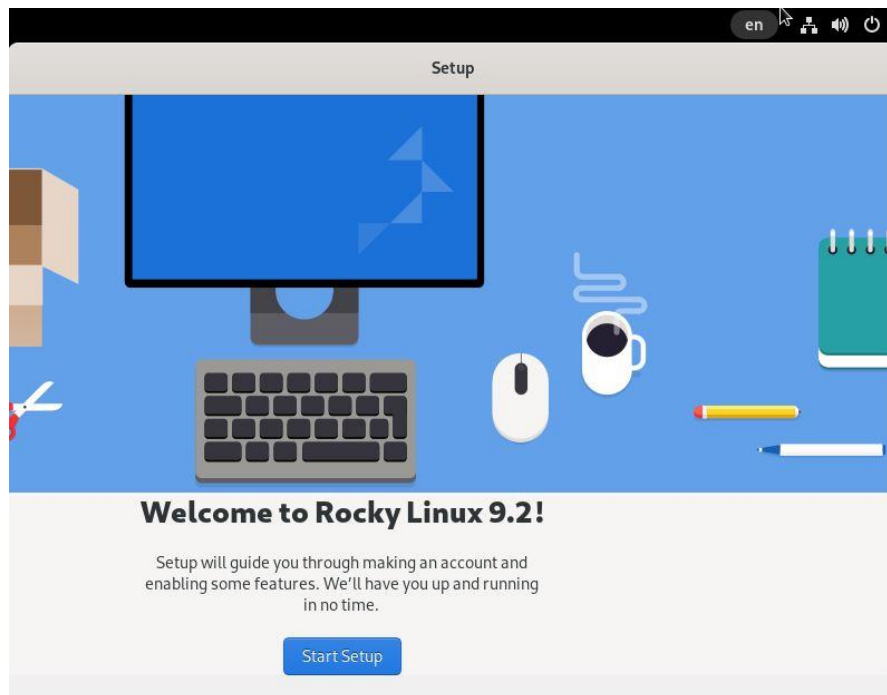 en
Setup
Welcome to Rocky Linux 9.2!
Setup will guide you through making an account and
enabling some features. We'll have you up and running
in no time.
Start Setup